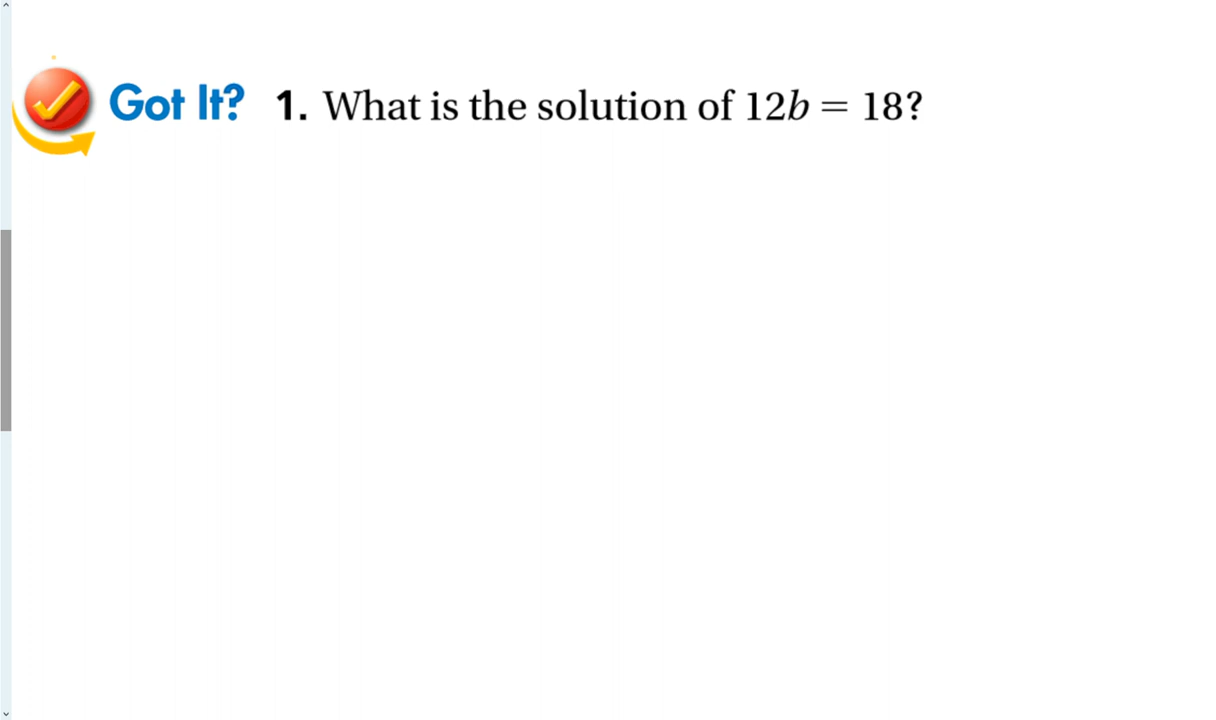 Got It? 1. What is the solution of 12b = 18?